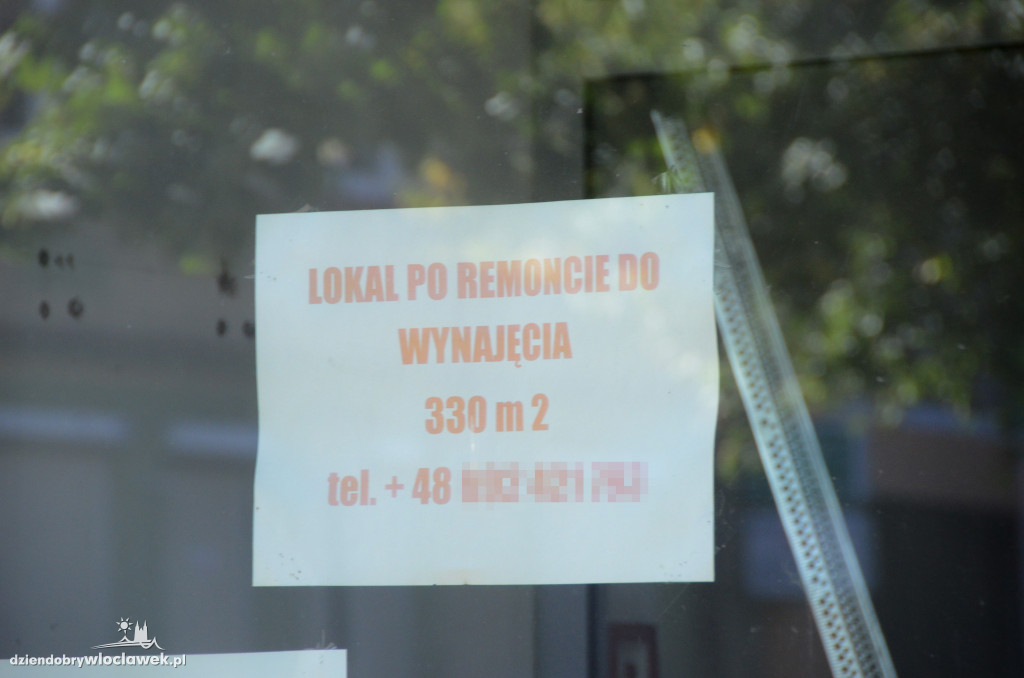 LOKAL PO REMONCIE DO
WYNAJĘCIA
330 m 2
tel. + 48
dziendobrywloclawek.pl